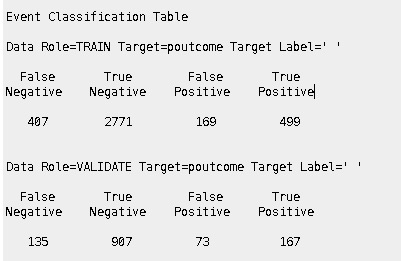 Event Classification Table
Data Role=TRAIN Target=poutcome Target Label=' '
False True False True
Negative Negative Positive Positive
407 2771 169 499
Data Role=VALIDATE Target=poutcome Target Label=' '
False True False True
Negative Negative Positive Positive
135 907 73 167